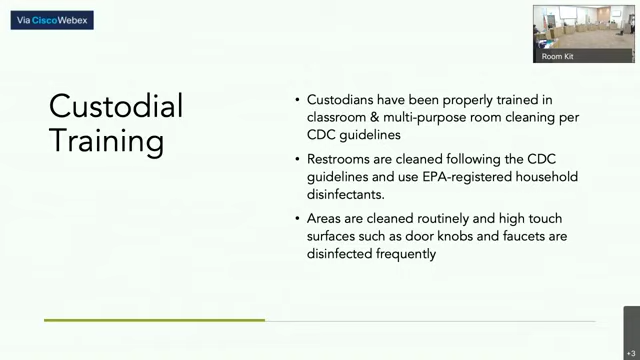 Via CiscoWebex
Room Kit
Custodial
Training
• Custodians have been properly trained in
classroom & multi-purpose room cleaning per
CDC guidelines
• Restrooms are cleaned following the CDC
guidelines and use EPA-registered household
disinfectants.
• Areas are cleaned routinely and high touch
surfaces such as door knobs and faucets are
disinfected frequently
+3